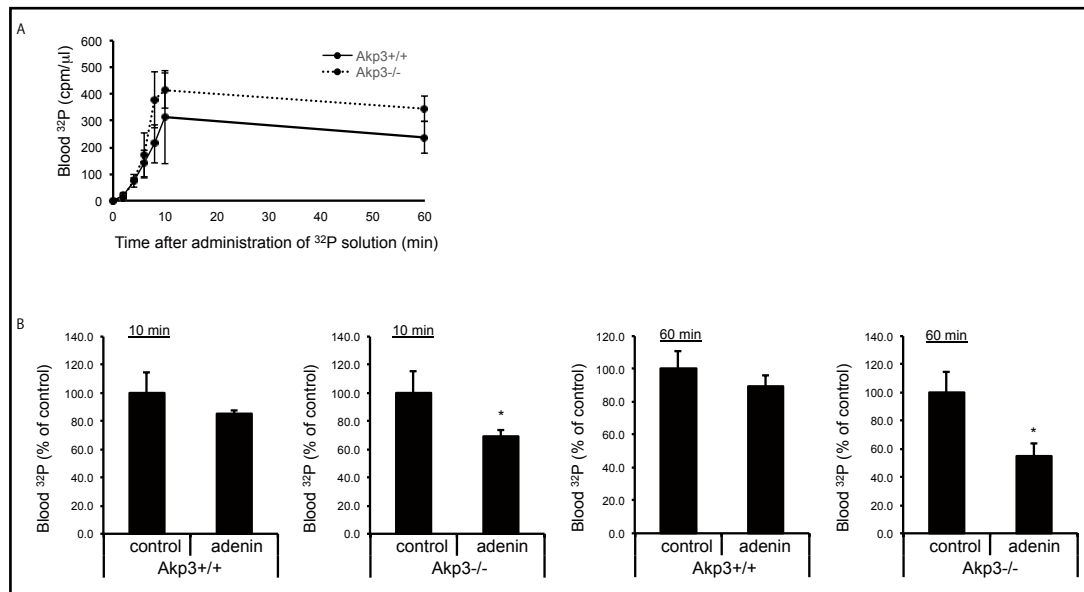 A
600
500
400
300
200
100
0
Blood ³²P (cpm/µl)
Akp3+/+
Akp3-/-
0 10 20 30 40 50 60
Time after administration of ³²P solution (min)
B
10 min
140.0
120.0
100.0
80.0
60.0
40.0
20.0
0.0
Blood ³²P (% of control)
control adenin
Akp3+/+
10 min
140.0
120.0
100.0
80.0
60.0
40.0
20.0
0.0
Blood ³²P (% of control)
*
control adenin
Akp3-/-
60 min
120.0
100.0
80.0
60.0
40.0
20.0
0.0
Blood ³²P (% of control)
control adenin
Akp3+/+
60 min
140.0
120.0
100.0
80.0
60.0
40.0
20.0
0.0
Blood ³²P (% of control)
*
control adenin
Akp3-/-